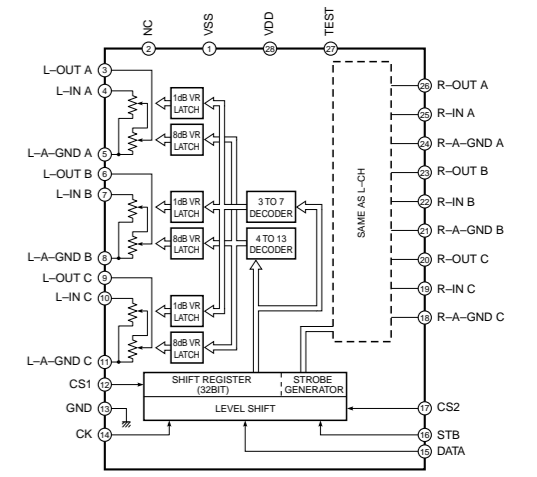 NC
VSS
VDD
TEST
2
1
28
27
L–OUT A 3
L–IN A 4
L–A–GND A 5
L–OUT B 6
L–IN B 7
L–A–GND B 8
L–OUT C 9
L–IN C 10
L–A–GND C 11
CS1 12
GND 13
CK 14
1dB VR
LATCH
8dB VR
LATCH
1dB VR
LATCH
8dB VR
LATCH
1dB VR
LATCH
8dB VR
LATCH
3 TO 7
DECODER
4 TO 13
DECODER
SAME AS L–CH
SHIFT REGISTER
(32BIT)
STROBE
GENERATOR
LEVEL SHIFT
26 R–OUT A
25 R–IN A
24 R–A–GND A
23 R–OUT B
22 R–IN B
21 R–A–GND B
20 R–OUT C
19 R–IN C
18 R–A–GND C
17 CS2
16 STB
15 DATA